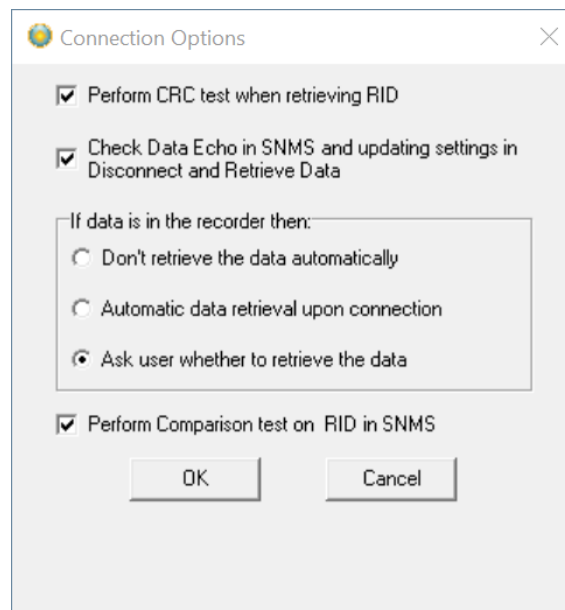 Connection Options
Perform CRC test when retrieving RID
Check Data Echo in SNMS and updating settings in
Disconnect and Retrieve Data
If data is in the recorder then:
Don't retrieve the data automatically
Automatic data retrieval upon connection
Ask user whether to retrieve the data
Perform Comparison test on  RID in SNMS
OK
Cancel